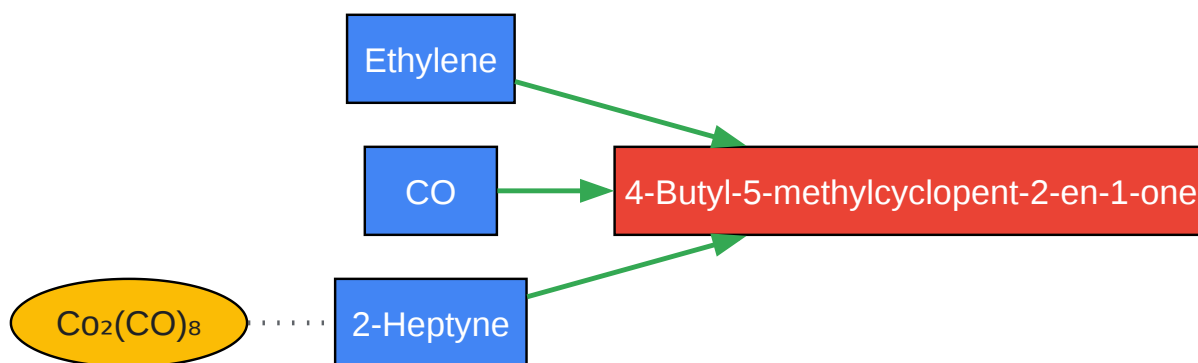 Ethylene
CO
4-Butyl-5-methylcyclopent-2-en-1-one
Co₂(CO)₈
2-Heptyne